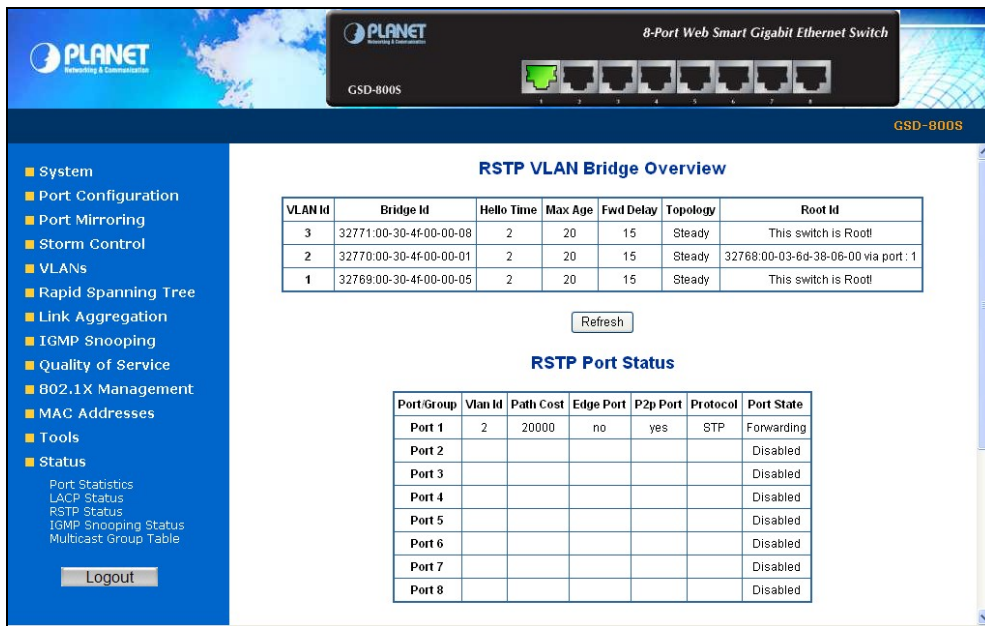 PLANET
Networking & Communication
PLANET
Networking & Communication
8-Port Web Smart Gigabit Ethernet Switch
GSD-800S
1 2 3 4 5 6 7 8
GSD-800S
System
Port Configuration
Port Mirroring
Storm Control
VLANs
Rapid Spanning Tree
Link Aggregation
IGMP Snooping
Quality of Service
802.1X Management
MAC Addresses
Tools
Status
Port Statistics
LACP Status
RSTP Status
IGMP Snooping Status
Multicast Group Table
Logout
RSTP VLAN Bridge Overview
VLAN Id Bridge Id Hello Time Max Age Fwd Delay Topology Root Id
3 32771:00-30-4f-00-00-08 2 20 15 Steady This switch is Root!
2 32770:00-30-4f-00-00-01 2 20 15 Steady 32768:00-03-6d-38-06-00 via port : 1
1 32769:00-30-4f-00-00-05 2 20 15 Steady This switch is Root!
Refresh
RSTP Port Status
Port/Group Vlan Id Path Cost Edge Port P2p Port Protocol Port State
Port 1 2 20000 no yes STP Forwarding
Port 2 Disabled
Port 3 Disabled
Port 4 Disabled
Port 5 Disabled
Port 6 Disabled
Port 7 Disabled
Port 8 Disabled